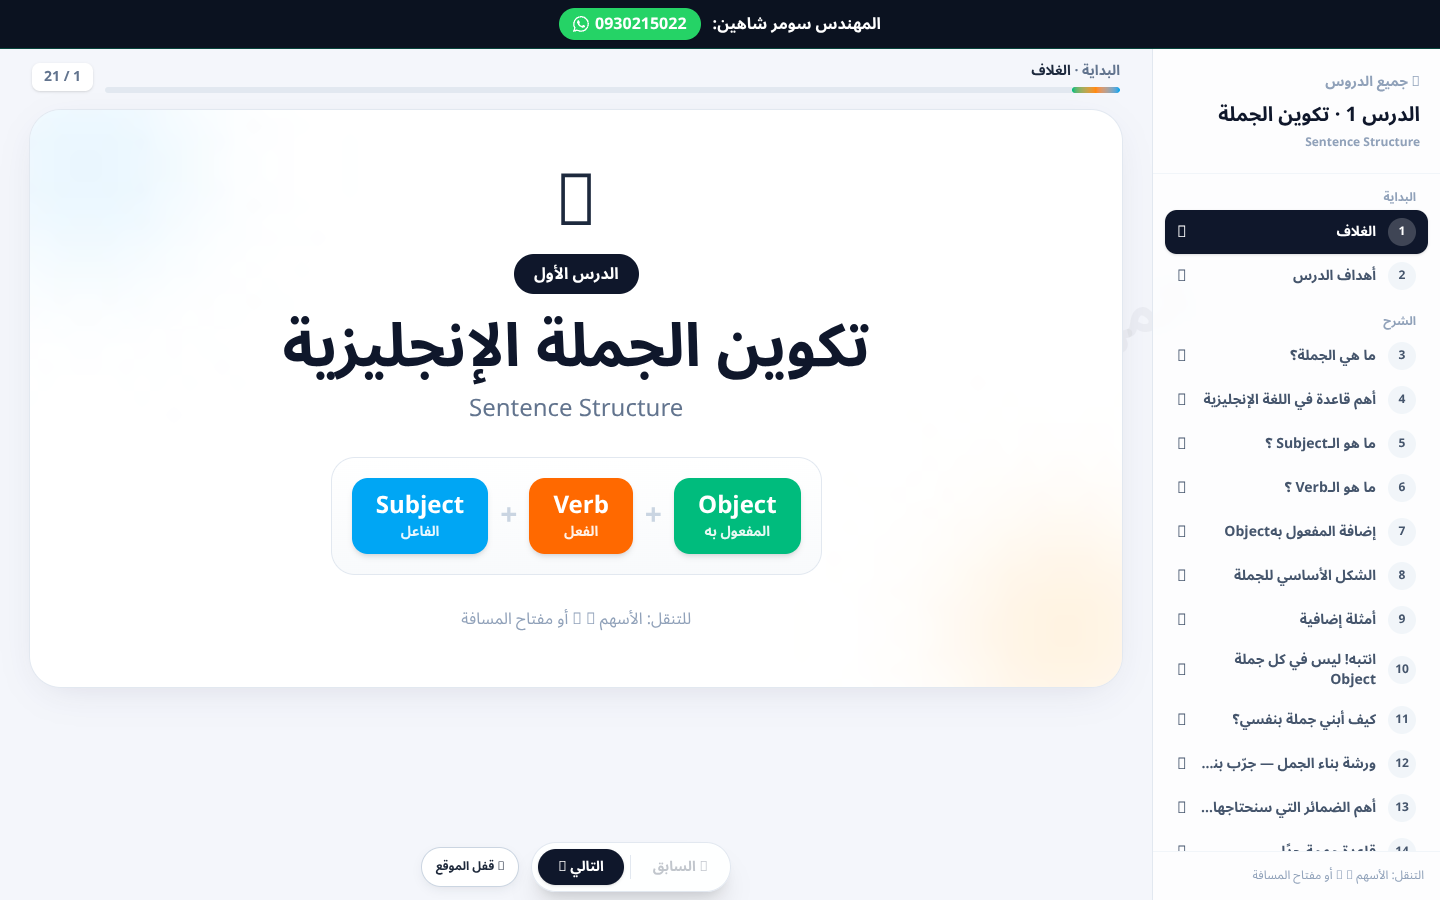 المهندس سومر شاهين: 0930215022
جميع الدروس
الدرس 1 · تكوين الجملة
Sentence Structure
البداية
1 الغلاف
2 أهداف الدرس
الشرح
3 ما هي الجملة؟
4 أهم قاعدة في اللغة الإنجليزية
5 ما هو الـSubject ؟
6 ما هو الـVerb ؟
7 إضافة المفعول بهObject
8 الشكل الأساسي للجملة
9 أمثلة إضافية
10 انتبه! ليس في كل جملة
Object
11 كيف أبني جملة بنفسي؟
12 ورشة بناء الجمل — جرّب بنـ...
13 أهم الضمائر التي سنحتاجها...
التنقل: الأسهم أو مفتاح المسافة
البداية · الغلاف
21 / 1
الدرس الأول
تكوين الجملة الإنجليزية
Sentence Structure
Subject + Verb + Object
الفاعل الفعل المفعول به
للتنقل: الأسهم أو مفتاح المسافة
السابق
التالي
قفل الموقع